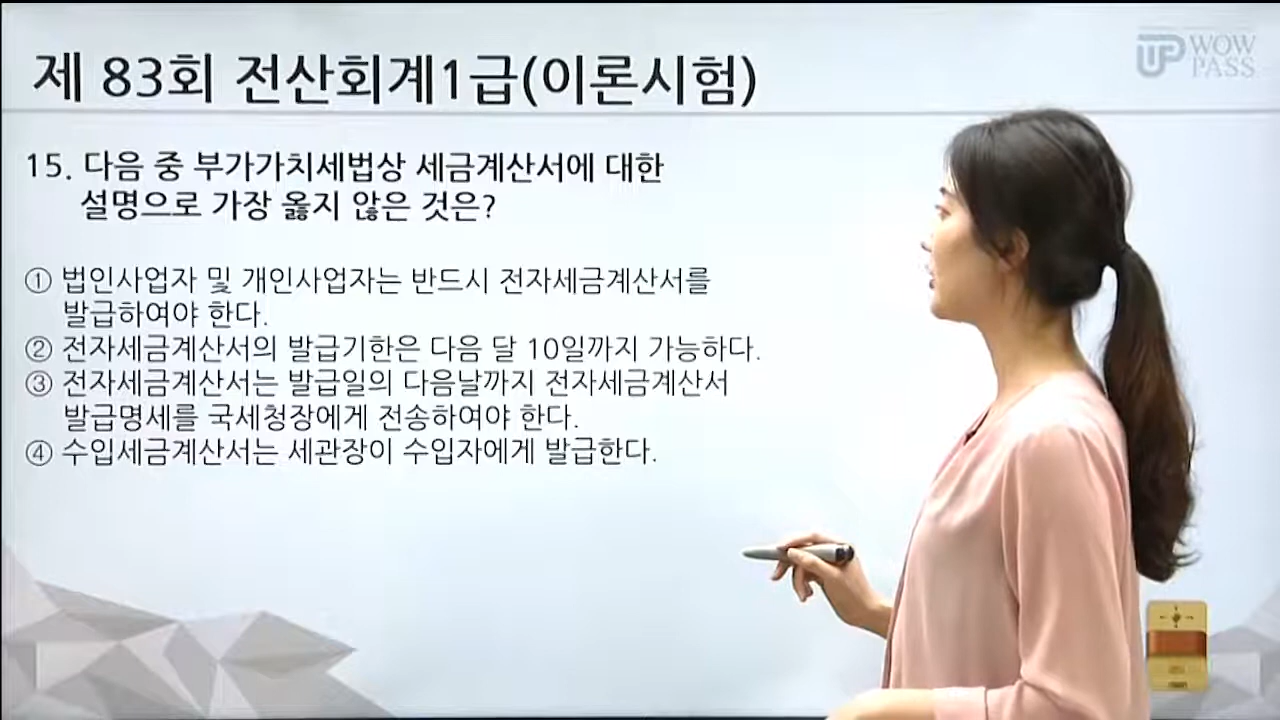 제 83회 전산회계1급(이론시험)
UP WOW PASS
15. 다음 중 부가가치세법상 세금계산서에 대한
설명으로 가장 옳지 않은 것은?
① 법인사업자 및 개인사업자는 반드시 전자세금계산서를
발급하여야 한다.
② 전자세금계산서의 발급기한은 다음 달 10일까지 가능하다.
③ 전자세금계산서는 발급일의 다음날까지 전자세금계산서
발급명세를 국세청장에게 전송하여야 한다.
④ 수입세금계산서는 세관장이 수입자에게 발급한다.